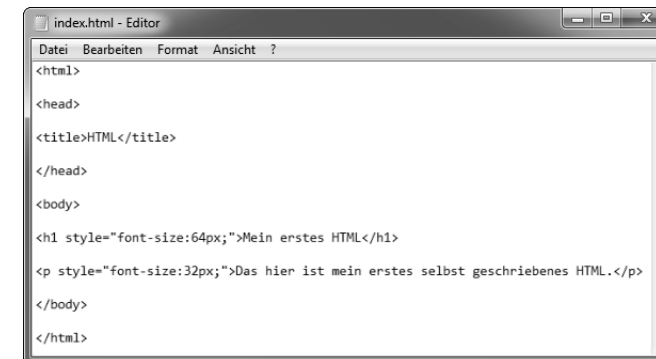 index.html - Editor
Datei Bearbeiten Format Ansicht ?
<html>
<head>
<title>HTML</title>
</head>
<body>
<h1 style="font-size:64px;">Mein erstes HTML</h1>
<p style="font-size:32px;">Das hier ist mein erstes selbst geschriebenes HTML.</p>
</body>
</html>